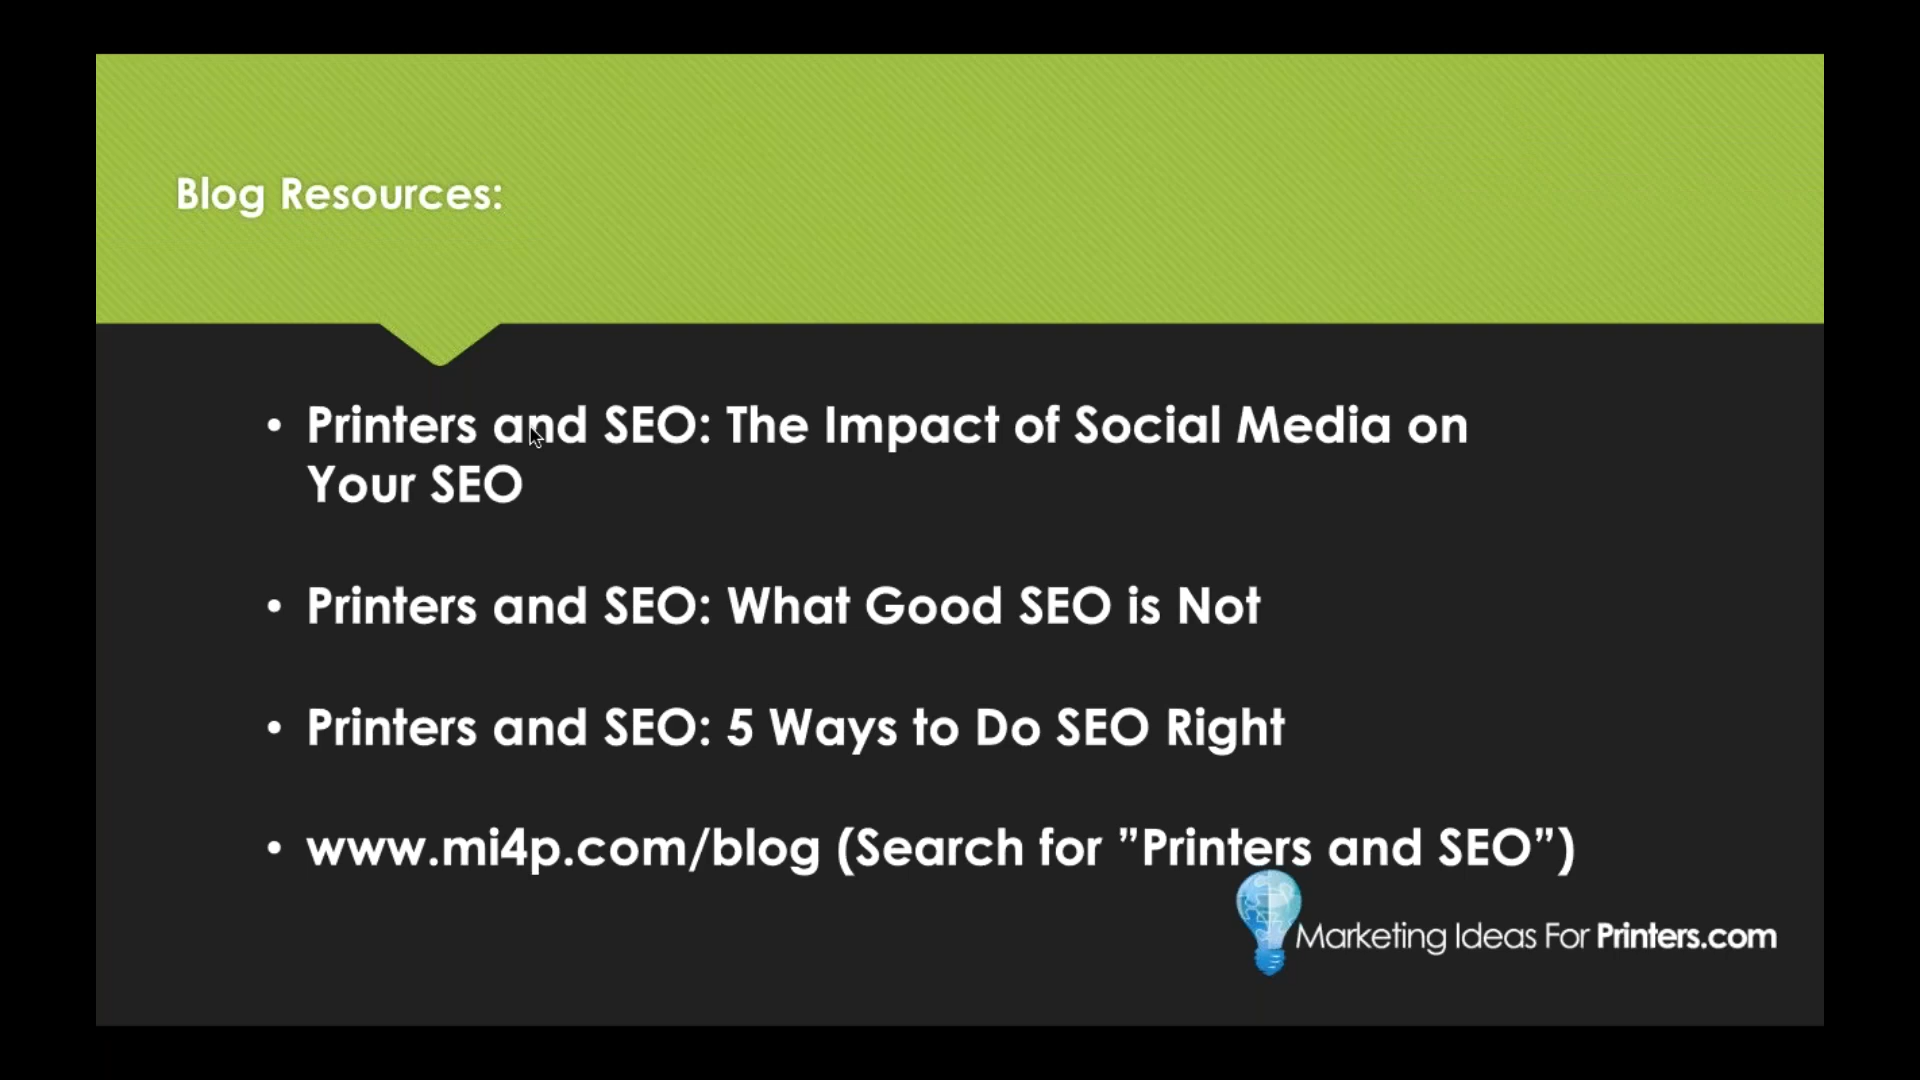 Blog Resources:
• Printers and SEO: The Impact of Social Media on
Your SEO
• Printers and SEO: What Good SEO is Not
• Printers and SEO: 5 Ways to Do SEO Right
• www.mi4p.com/blog (Search for ”Printers and SEO”)
Marketing Ideas For Printers.com